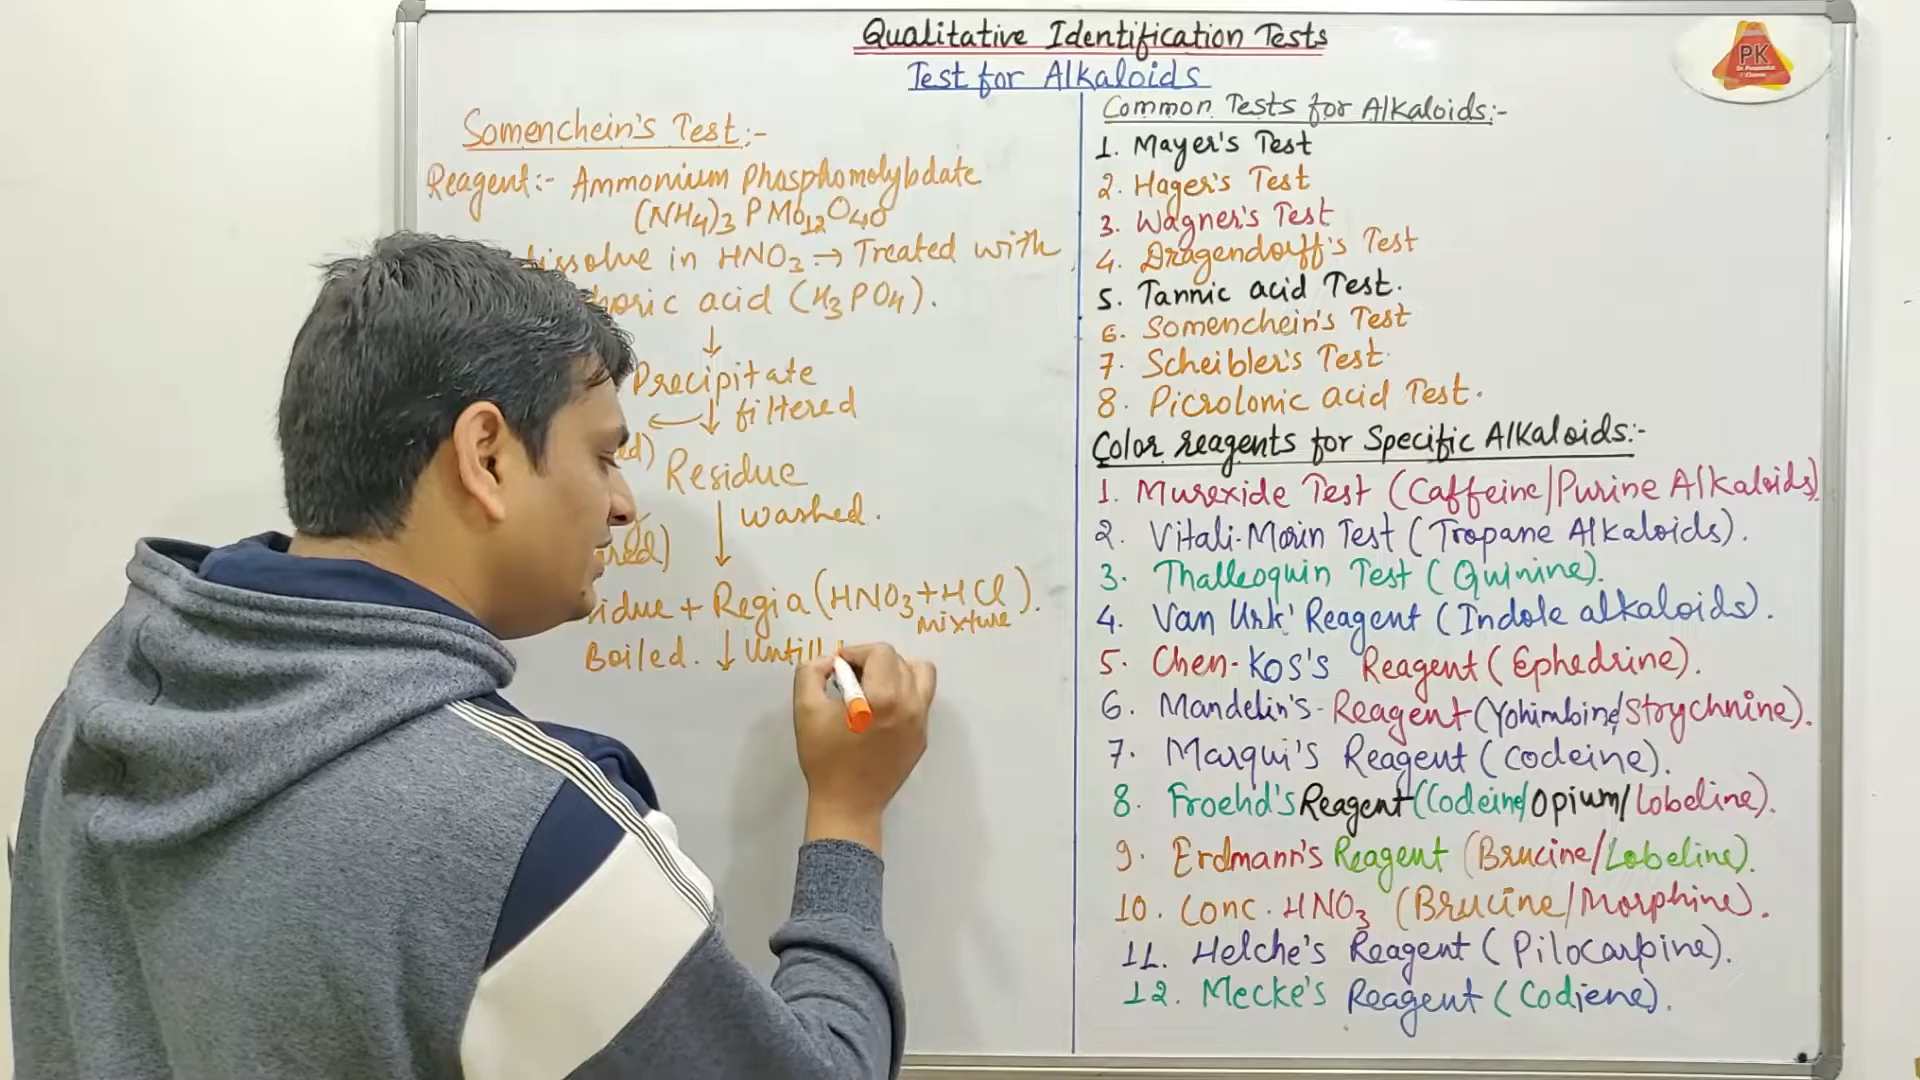 Qualitative Identification Tests
Test for Alkaloids
Somenchein's Test:-
Reagent:- Ammonium Phosphomolybdate
(NH4)3 PMo12O40
dissolve in HNO3 → Treated with
horic acid (H3PO4).
↓
Precipitate
← ↓ filtered
ed) Residue
↓ washed.
red)
idue + Regia (HNO3+HCl).
mixture
Boiled. ↓ Untill
Common Tests for Alkaloids:-
1. Mayer's Test
2. Hager's Test
3. Wagner's Test
4. Dragendorff's Test
5. Tannic acid Test.
6. Somenchein's Test
7. Scheibler's Test.
8. Picrolonic acid Test.
Color reagents for Specific Alkaloids:-
1. Murexide Test (Caffeine/Purine Alkaloids)
2. Vitali-Morin Test (Tropane Alkaloids).
3. Thalleoquin Test (Quinine).
4. Van Urk' Reagent (Indole alkaloids).
5. Chen-Kos's Reagent (Ephedrine).
6. Mandelin's-Reagent (Yohimbine/Strychnine).
7. Marqui's Reagent (Codeine).
8. Froehd's Reagent (Codeine/Opium/Lobeline).
9. Erdmann's Reagent (Brucine/Lobeline).
10. Conc. HNO3 (Brucine/Morphine).
11. Helche's Reagent (Pilocarpine).
12. Mecke's Reagent (Codiene).
PK
Classes